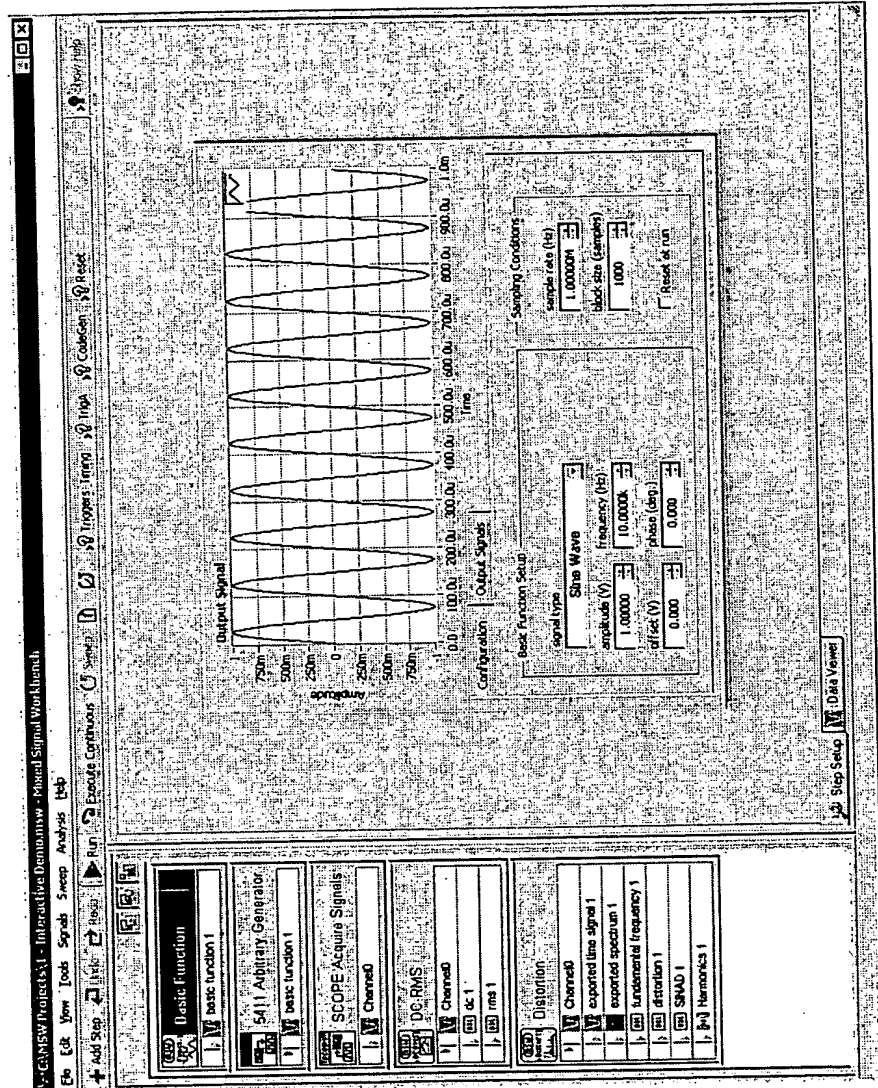 C:\MSW Projects\1 - Interactive Demo.msw - Mixed Signal Workbench
File Edit View Tools Signals Sweep Analysis Help
Add Step Undo Redo Run Execute Continuous Sweep Triggers: Timing TrigA CodeGen Reset Show Help
Basic Function
basic function 1
5411 Arbitrary Generator
basic function 1
SCOPE Acquire Signals
Channel0
DC-RMS
Channel0
dc 1
rms 1
Distortion
Channel0
exported time signal 1
exported spectrum 1
fundamental frequency 1
distortion 1
SINAD 1
Harmonics 1
Output Signal
Amplitude
1
750m
500m
250m
0
-250m
-500m
-750m
-1
0.0 100.0u 200.0u 300.0u 400.0u 500.0u 600.0u 700.0u 800.0u 900.0u 1.0m
Time
Configuration Output Signals
Basic Function Setup
signal type
Sine Wave
amplitude (V) frequency (Hz)
1.00000 10.0000k
offset (V) phase (deg.)
0.000 0.000
Sampling Conditions
sample rate (Hz)
1.00000M
block size (samples)
1000
Reset at run
Step Setup Data Viewer